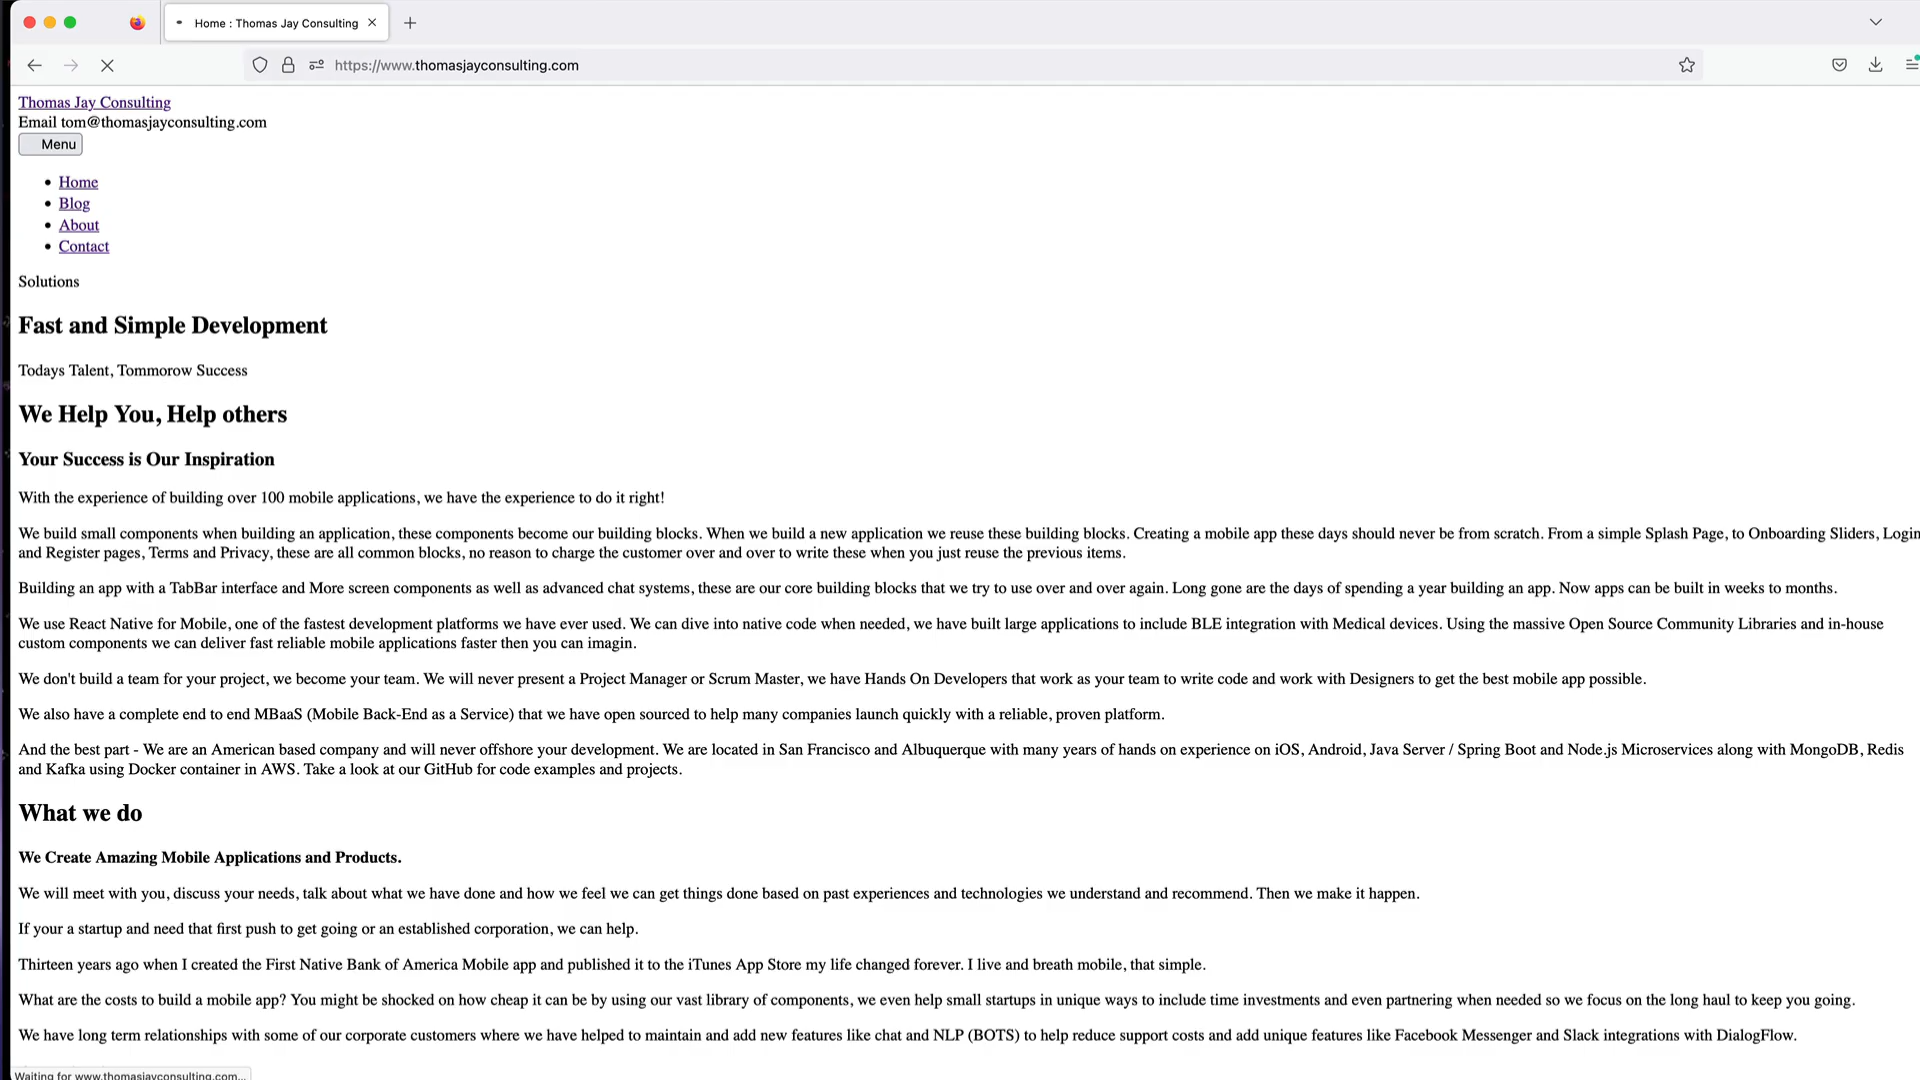 Home : Thomas Jay Consulting
https://www.thomasjayconsulting.com
Thomas Jay Consulting
Email tom@thomasjayconsulting.com
Menu
Home
Blog
About
Contact
Solutions
Fast and Simple Development
Todays Talent, Tommorow Success
We Help You, Help others
Your Success is Our Inspiration
With the experience of building over 100 mobile applications, we have the experience to do it right!
We build small components when building an application, these components become our building blocks. When we build a new application we reuse these building blocks. Creating a mobile app these days should never be from scratch. From a simple Splash Page, to Onboarding Sliders, Login
and Register pages, Terms and Privacy, these are all common blocks, no reason to charge the customer over and over to write these when you just reuse the previous items.
Building an app with a TabBar interface and More screen components as well as advanced chat systems, these are our core building blocks that we try to use over and over again. Long gone are the days of spending a year building an app. Now apps can be built in weeks to months.
We use React Native for Mobile, one of the fastest development platforms we have ever used. We can dive into native code when needed, we have built large applications to include BLE integration with Medical devices. Using the massive Open Source Community Libraries and in-house
custom components we can deliver fast reliable mobile applications faster then you can imagin.
We don't build a team for your project, we become your team. We will never present a Project Manager or Scrum Master, we have Hands On Developers that work as your team to write code and work with Designers to get the best mobile app possible.
We also have a complete end to end MBaaS (Mobile Back-End as a Service) that we have open sourced to help many companies launch quickly with a reliable, proven platform.
And the best part - We are an American based company and will never offshore your development. We are located in San Francisco and Albuquerque with many years of hands on experience on iOS, Android, Java Server / Spring Boot and Node.js Microservices along with MongoDB, Redis
and Kafka using Docker container in AWS. Take a look at our GitHub for code examples and projects.
What we do
We Create Amazing Mobile Applications and Products.
We will meet with you, discuss your needs, talk about what we have done and how we feel we can get things done based on past experiences and technologies we understand and recommend. Then we make it happen.
If your a startup and need that first push to get going or an established corporation, we can help.
Thirteen years ago when I created the First Native Bank of America Mobile app and published it to the iTunes App Store my life changed forever. I live and breath mobile, that simple.
What are the costs to build a mobile app? You might be shocked on how cheap it can be by using our vast library of components, we even help small startups in unique ways to include time investments and even partnering when needed so we focus on the long haul to keep you going.
We have long term relationships with some of our corporate customers where we have helped to maintain and add new features like chat and NLP (BOTS) to help reduce support costs and add unique features like Facebook Messenger and Slack integrations with DialogFlow.
Waiting for www.thomasjayconsulting.com...